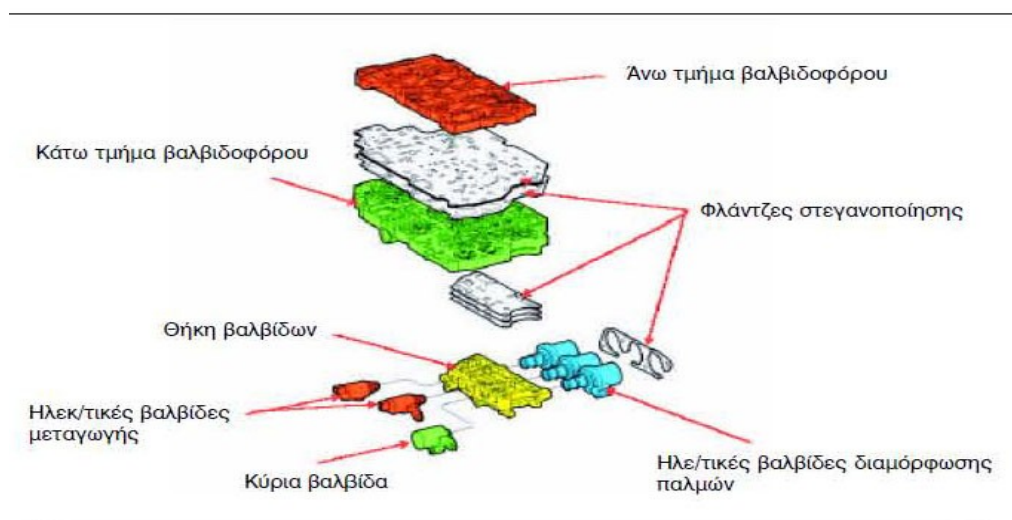 Άνω τμήμα βαλβιδοφόρου
Κάτω τμήμα βαλβιδοφόρου
Φλάντζες στεγανοποίησης
Θήκη βαλβίδων
Ηλεκ/τικές βαλβίδες
μεταγωγής
Κύρια βαλβίδα
Ηλε/τικές βαλβίδες διαμόρφωσης
παλμών